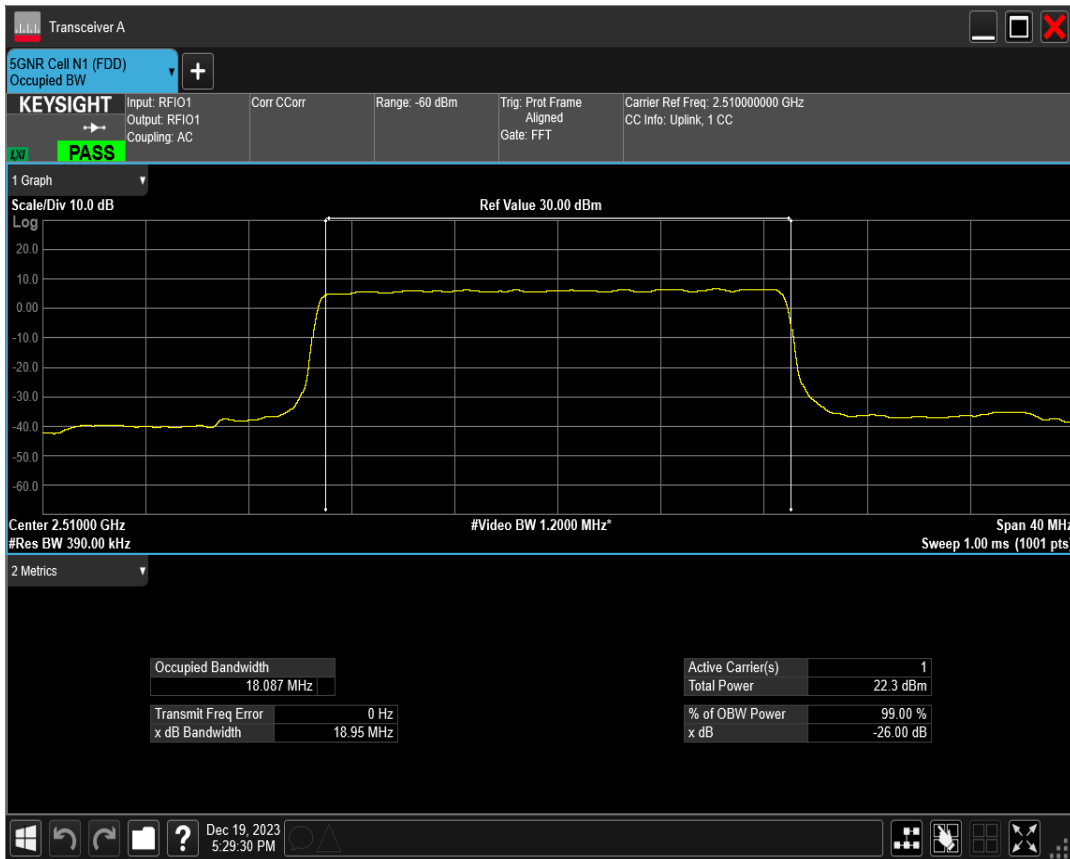 Transceiver A
5GNR Cell N1 (FDD)
Occupied BW
+
KEYSIGHT
LXI
PASS
Input: RFIO1
Output: RFIO1
Coupling: AC
Corr CCorr
Range: -60 dBm
Trig: Prot Frame
Aligned
Gate: FFT
Carrier Ref Freq: 2.510000000 GHz
CC Info: Uplink, 1 CC
1 Graph
Scale/Div 10.0 dB
Ref Value 30.00 dBm
Log
20.0
10.0
0.00
-10.0
-20.0
-30.0
-40.0
-50.0
-60.0
Center 2.51000 GHz
#Video BW 1.2000 MHz*
Span 40 MHz
#Res BW 390.00 kHz
Sweep 1.00 ms (1001 pts)
2 Metrics
Occupied Bandwidth
18.087 MHz
Transmit Freq Error 0 Hz
x dB Bandwidth 18.95 MHz
Active Carrier(s) 1
Total Power 22.3 dBm
% of OBW Power 99.00 %
x dB -26.00 dB
?
Dec 19, 2023
5:29:30 PM